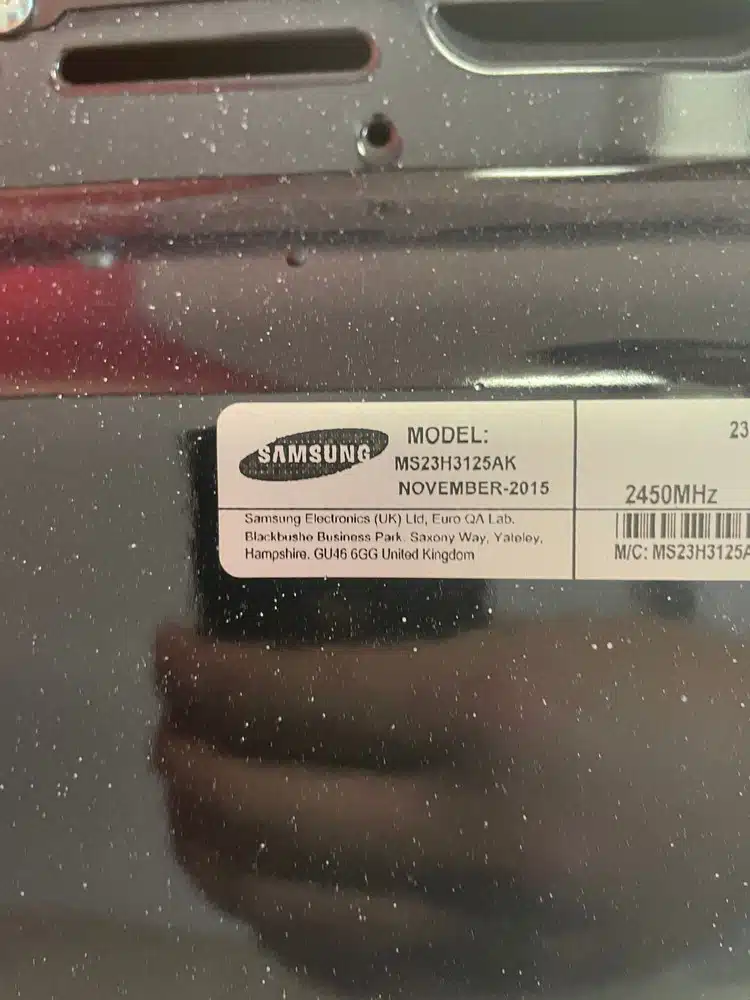 SAMSUNG
MODEL:
MS23H3125AK
NOVEMBER-2015
Samsung Electronics (UK) Ltd, Euro QA Lab.
Blackbushe Business Park. Saxony Way, Yateley,
Hampshire. GU46 6GG United Kingdom
23
2450MHz
M/C: MS23H3125A